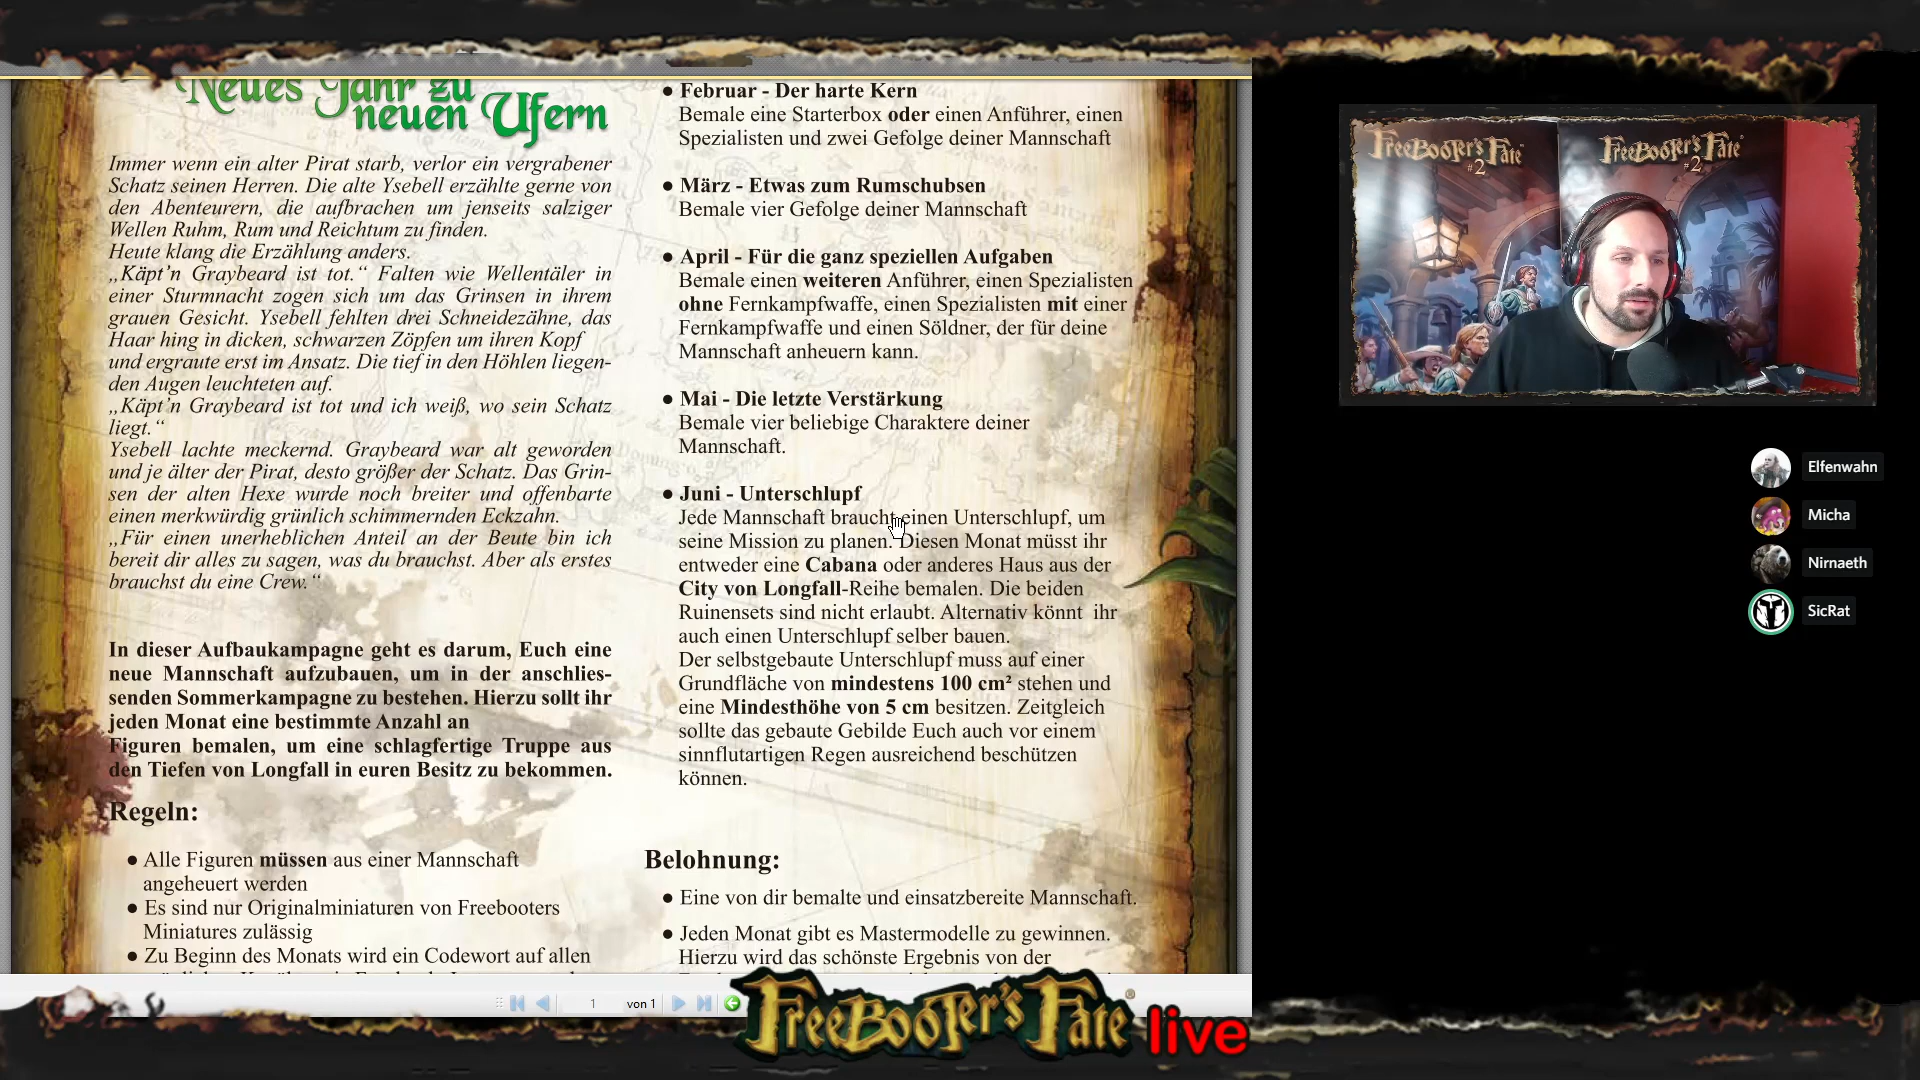 Neues Jahr zu
neuen Ufern
Immer wenn ein alter Pirat starb, verlor ein vergrabener
Schatz seinen Herren. Die alte Ysebell erzählte gerne von
den Abenteurern, die aufbrachen um jenseits salziger
Wellen Ruhm, Rum und Reichtum zu finden.
Heute klang die Erzählung anders.
„Käpt'n Graybeard ist tot.“ Falten wie Wellentäler in
einer Sturmnacht zogen sich um das Grinsen in ihrem
grauen Gesicht. Ysebell fehlten drei Schneidezähne, das
Haar hing in dicken, schwarzen Zöpfen um ihren Kopf
und ergraute erst im Ansatz. Die tief in den Höhlen liegen-
den Augen leuchteten auf.
„Käpt'n Graybeard ist tot und ich weiß, wo sein Schatz
liegt.“
Ysebell lachte meckernd. Graybeard war alt geworden
und je älter der Pirat, desto größer der Schatz. Das Grin-
sen der alten Hexe wurde noch breiter und offenbarte
einen merkwürdig grünlich schimmernden Eckzahn.
„Für einen unerheblichen Anteil an der Beute bin ich
bereit dir alles zu sagen, was du brauchst. Aber als erstes
brauchst du eine Crew.“
In dieser Aufbaukampagne geht es darum, Euch eine
neue Mannschaft aufzubauen, um in der anschlies-
senden Sommerkampagne zu bestehen. Hierzu sollt ihr
jeden Monat eine bestimmte Anzahl an
Figuren bemalen, um eine schlagfertige Truppe aus
den Tiefen von Longfall in euren Besitz zu bekommen.
Regeln:
● Alle Figuren müssen aus einer Mannschaft
angeheuert werden
● Es sind nur Originalminiaturen von Freebooters
Miniatures zulässig
● Zu Beginn des Monats wird ein Codewort auf allen
● Februar - Der harte Kern
Bemale eine Starterbox oder einen Anführer, einen
Spezialisten und zwei Gefolge deiner Mannschaft
● März - Etwas zum Rumschubsen
Bemale vier Gefolge deiner Mannschaft
● April - Für die ganz speziellen Aufgaben
Bemale einen weiteren Anführer, einen Spezialisten
ohne Fernkampfwaffe, einen Spezialisten mit einer
Fernkampfwaffe und einen Söldner, der für deine
Mannschaft anheuern kann.
● Mai - Die letzte Verstärkung
Bemale vier beliebige Charaktere deiner
Mannschaft.
● Juni - Unterschlupf
Jede Mannschaft braucht einen Unterschlupf, um
seine Mission zu planen. Diesen Monat müsst ihr
entweder eine Cabana oder anderes Haus aus der
City von Longfall-Reihe bemalen. Die beiden
Ruinensets sind nicht erlaubt. Alternativ könnt ihr
auch einen Unterschlupf selber bauen.
Der selbstgebaute Unterschlupf muss auf einer
Grundfläche von mindestens 100 cm² stehen und
eine Mindesthöhe von 5 cm besitzen. Zeitgleich
sollte das gebaute Gebilde Euch auch vor einem
sinnflutartigen Regen ausreichend beschützen
können.
Belohnung:
● Eine von dir bemalte und einsatzbereite Mannschaft.
● Jeden Monat gibt es Mastermodelle zu gewinnen.
Hierzu wird das schönste Ergebnis von der
1 von 1
FreeBooTer's Fate® live
FreeBooTer's Fate #2
FreeBooTer's Fate #2
Elfenwahn
Micha
Nirnaeth
SicRat